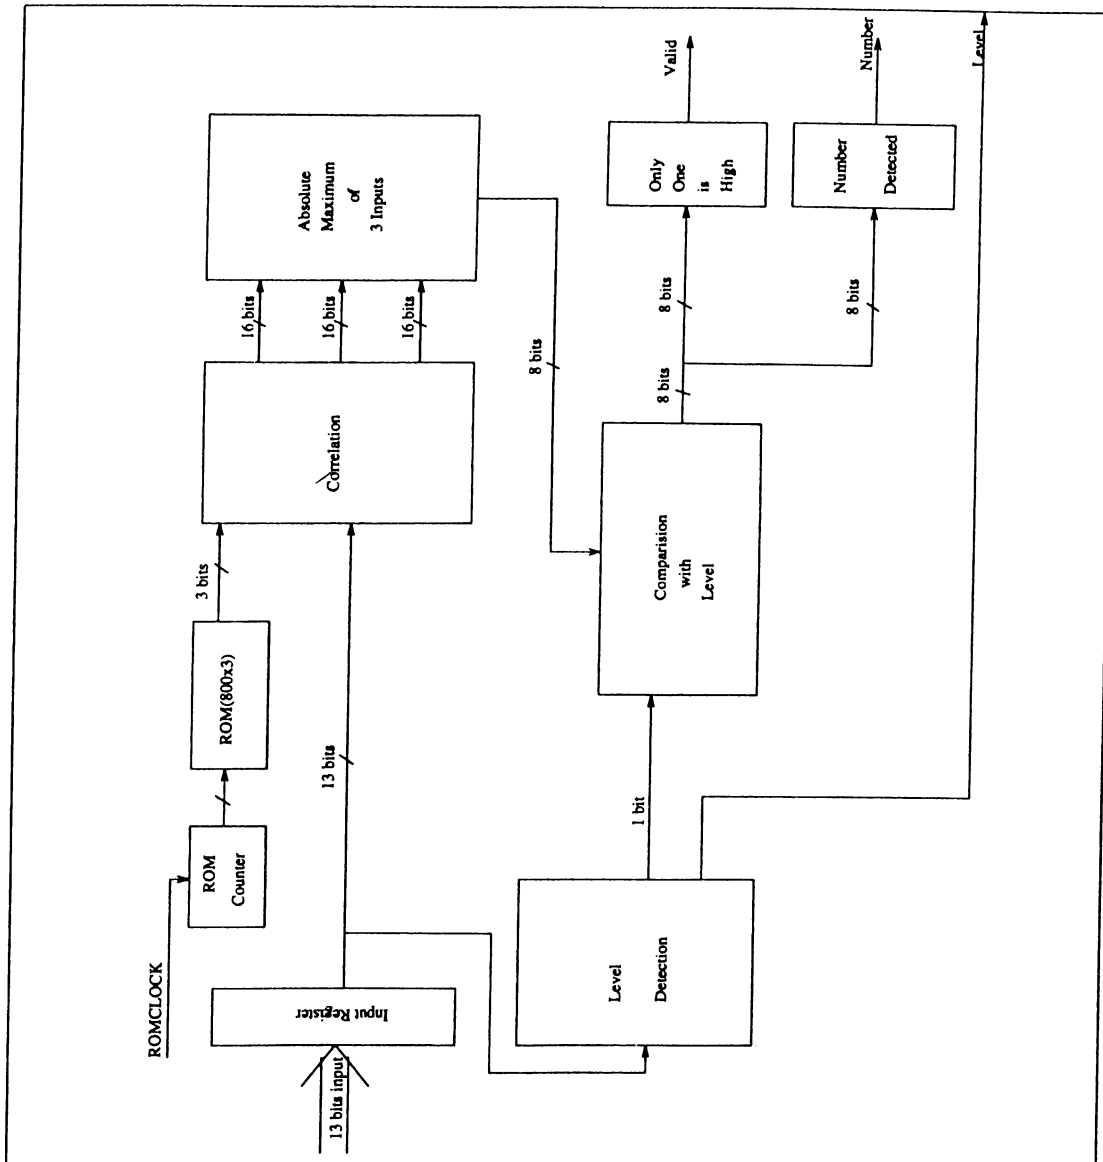 ROMCLOCK
13 bits input
Input Register
ROM
Counter
ROM(800x3)
3 bits
13 bits
Correlation
16 bits
16 bits
16 bits
Absolute
Maximum
of
3 Inputs
8 bits
Level
Detection
1 bit
Comparision
with
Level
8 bits
8 bits
8 bits
Only
One
is
High
Valid
Number
Detected
Number
Level